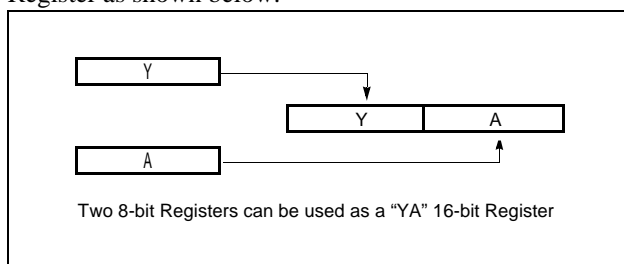 Register as shown below.
Y
Y A
A
Two 8-bit Registers can be used as a “YA” 16-bit Register